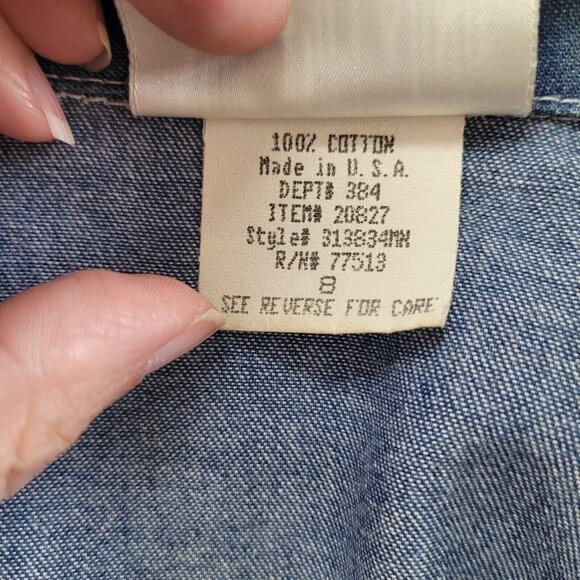 100% COTTON
Made in U.S.A.
DEPT# 384
ITEM# 20827
Style# 313834MM
R/N# 77513
8
SEE REVERSE FOR CARE